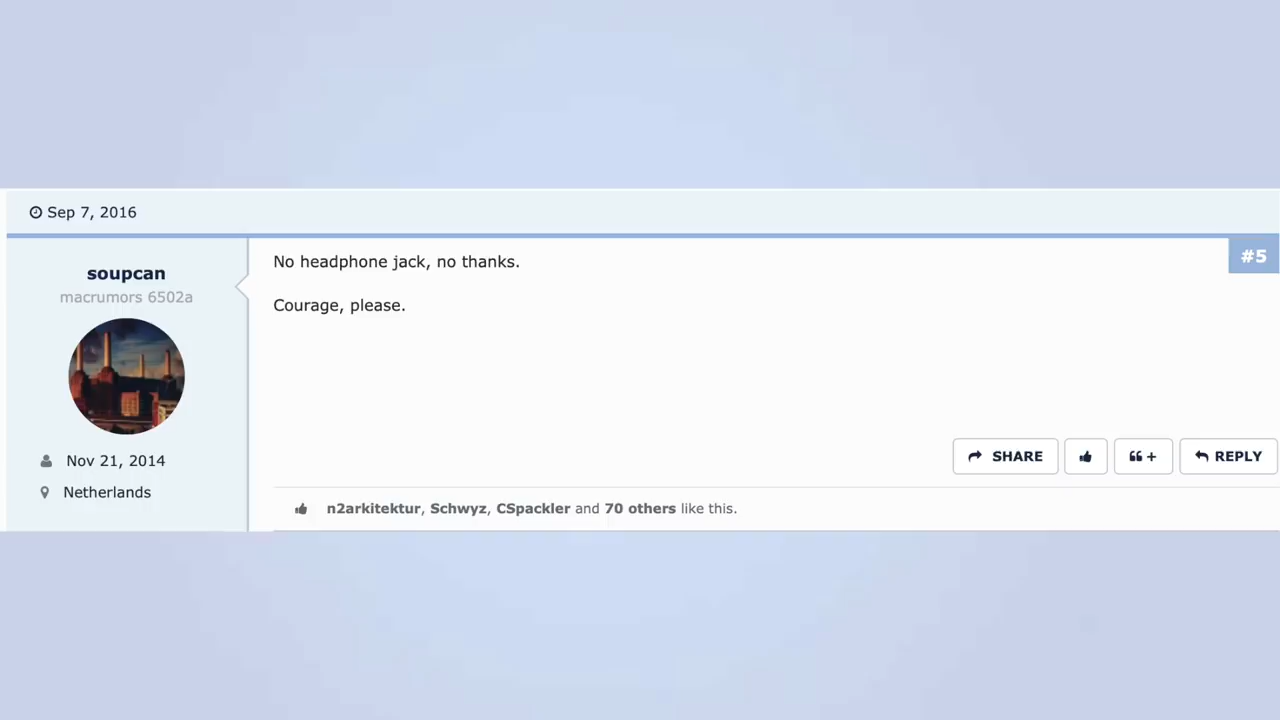 Sep 7, 2016
soupcan
macrumors 6502a
Nov 21, 2014
Netherlands
#5
No headphone jack, no thanks.
Courage, please.
SHARE
+
REPLY
n2arkitektur, Schwyz, CSpackler and 70 others like this.